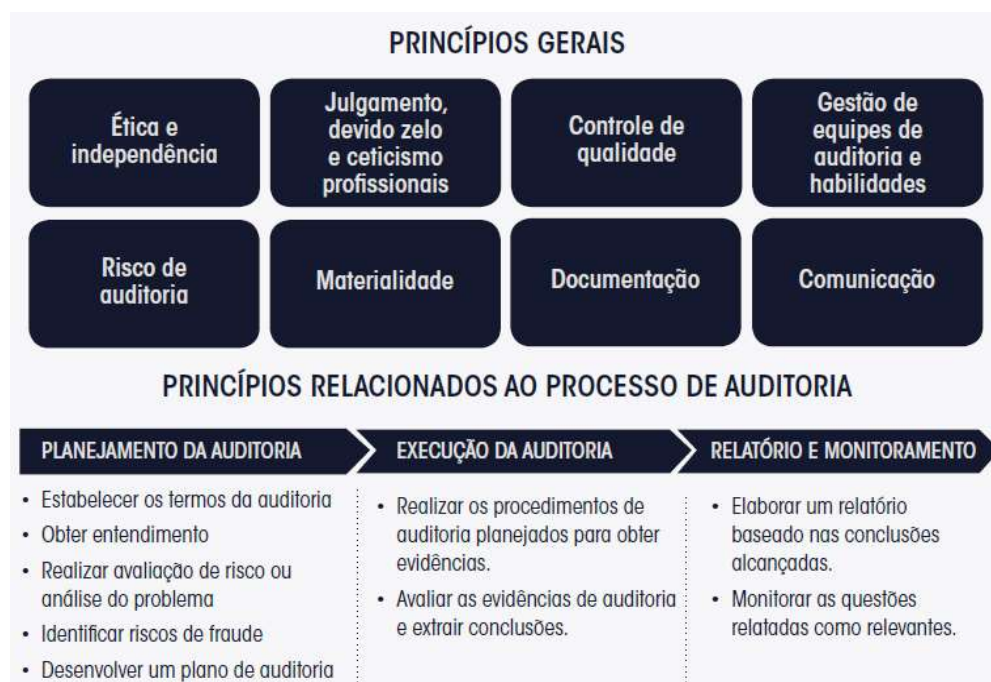 PRINCÍPIOS GERAIS
Ética e
independência
Julgamento,
devido zelo
e ceticismo
profissionais
Controle de
qualidade
Gestão de
equipes de
auditoria e
habilidades
Risco de
auditoria
Materialidade
Documentação
Comunicação
PRINCÍPIOS RELACIONADOS AO PROCESSO DE AUDITORIA
PLANEJAMENTO DA AUDITORIA
• Estabelecer os termos da auditoria
• Obter entendimento
• Realizar avaliação de risco ou
análise do problema
• Identificar riscos de fraude
• Desenvolver um plano de auditoria
EXECUÇÃO DA AUDITORIA
• Realizar os procedimentos de
auditoria planejados para obter
evidências.
• Avaliar as evidências de auditoria
e extrair conclusões.
RELATÓRIO E MONITORAMENTO
• Elaborar um relatório
baseado nas conclusões
alcançadas.
• Monitorar as questões
relatadas como relevantes.